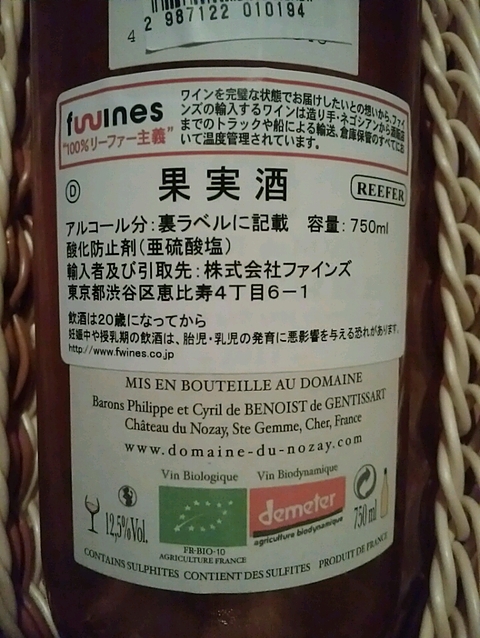 2 987122 010194
4
fwines
"100%リーファー主義"
ワインを完璧な状態でお届けしたいとの想いから、ファイ
ンズの輸入するワインは造り手・ネゴシアンから通関店
までのトラックや船による輸送、倉庫保管のすべてにお
いて温度管理されています。
D
果実酒
REEFER
アルコール分:裏ラベルに記載 容量:750ml
酸化防止剤(亜硫酸塩)
輸入者及び引取先:株式会社ファインズ
東京都渋谷区恵比寿4丁目6−1
飲酒は20歳になってから
妊娠中や授乳期の飲酒は、胎児・乳児の発育に悪影響を与える恐れがあります。
http://www.fwines.co.jp
MIS EN BOUTEILLE AU DOMAINE
Barons Philippe et Cyril de BENOIST de GENTISSART
Château du Nozay, Ste Gemme, Cher, France
www.domaine-du-nozay.com
Vin Biologique Vin Biodynamique
demeter
agriculture biodynamique
12,5%Vol.
750 ml
FR-BIO-10
AGRICULTURE FRANCE
CONTAINS SULPHITES CONTIENT DES SULFITES PRODUIT DE FRANCE